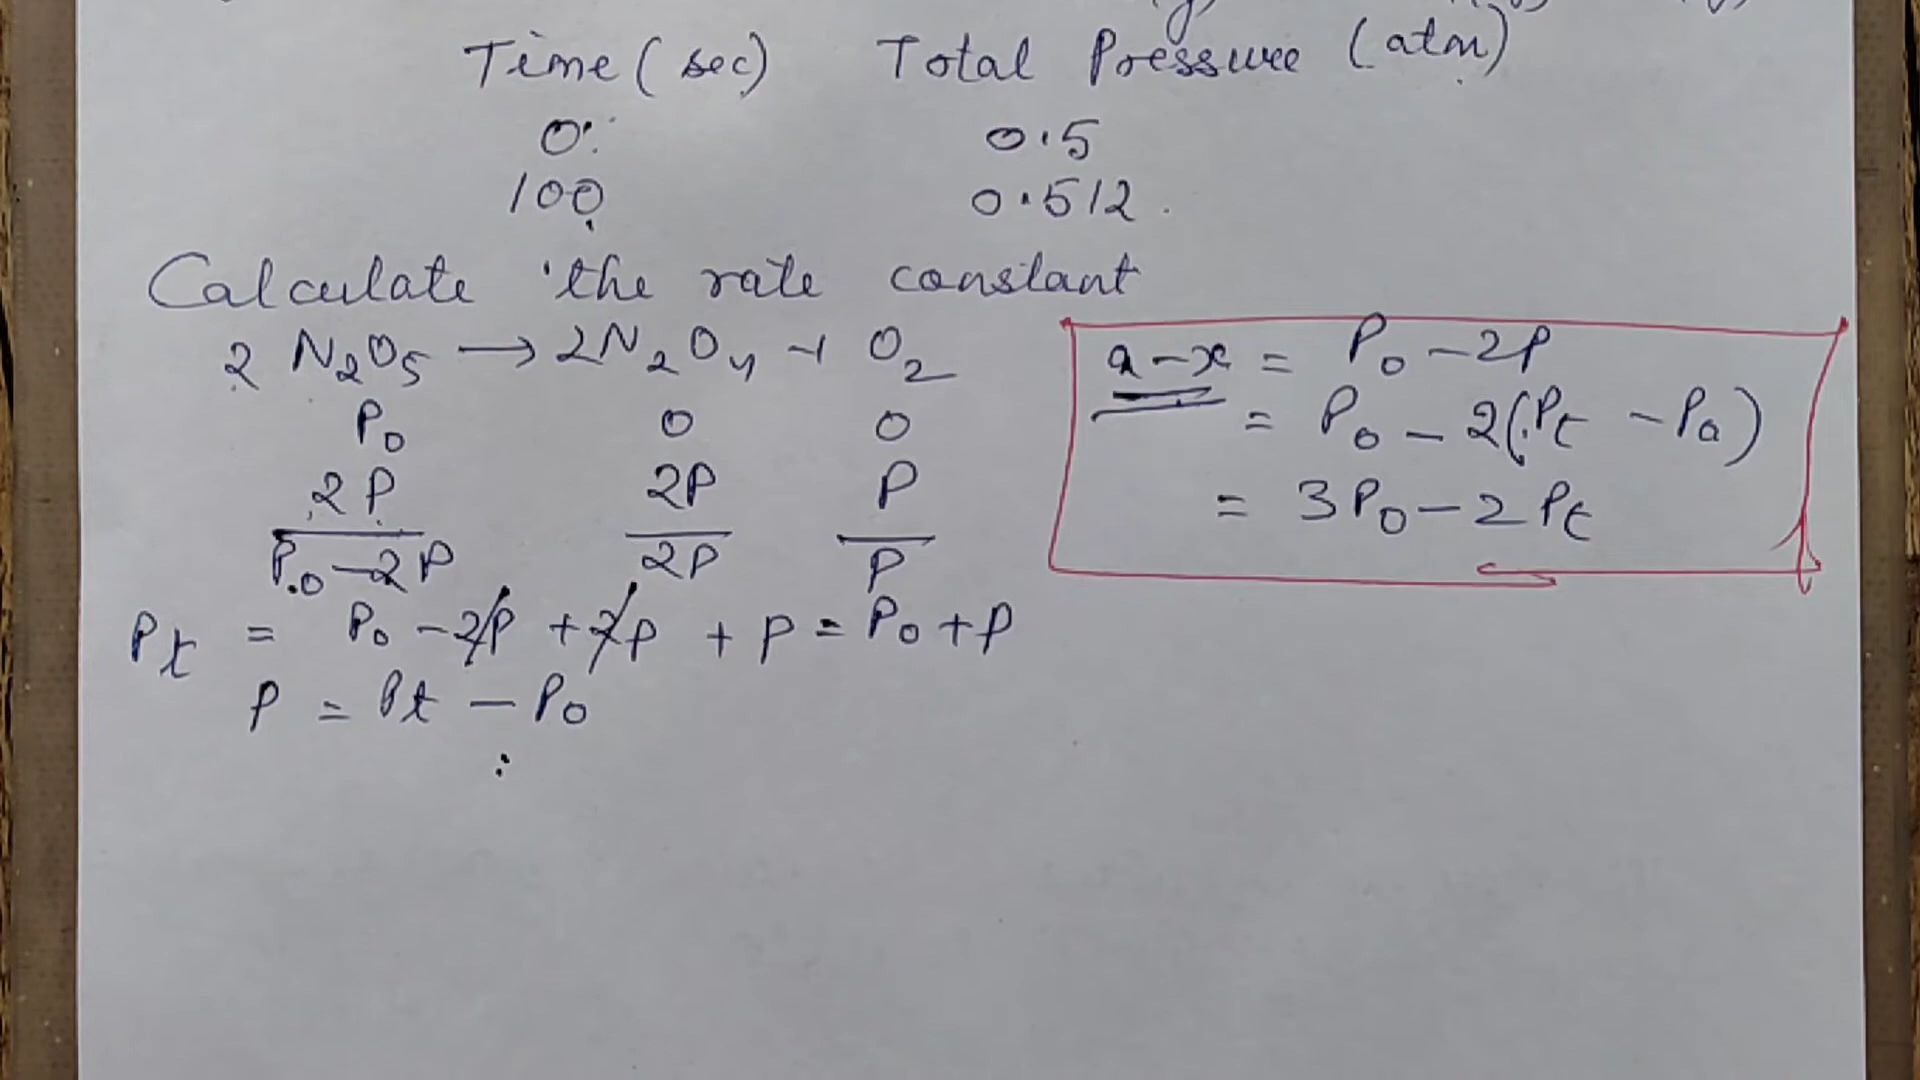 Time (sec) Total Pressure (atm)
0 0.5
100 0.512
Calculate the rate constant
2 N₂O₅ → 2N₂O₄ + O₂
P₀ 0 0
2P 2P P
P₀-2P 2P P
Pt = P₀ - 2P + 2P + P = P₀ + P
P = Pt - P₀
a-x = P₀ - 2P
= P₀ - 2(Pt - P₀)
= 3P₀ - 2Pt